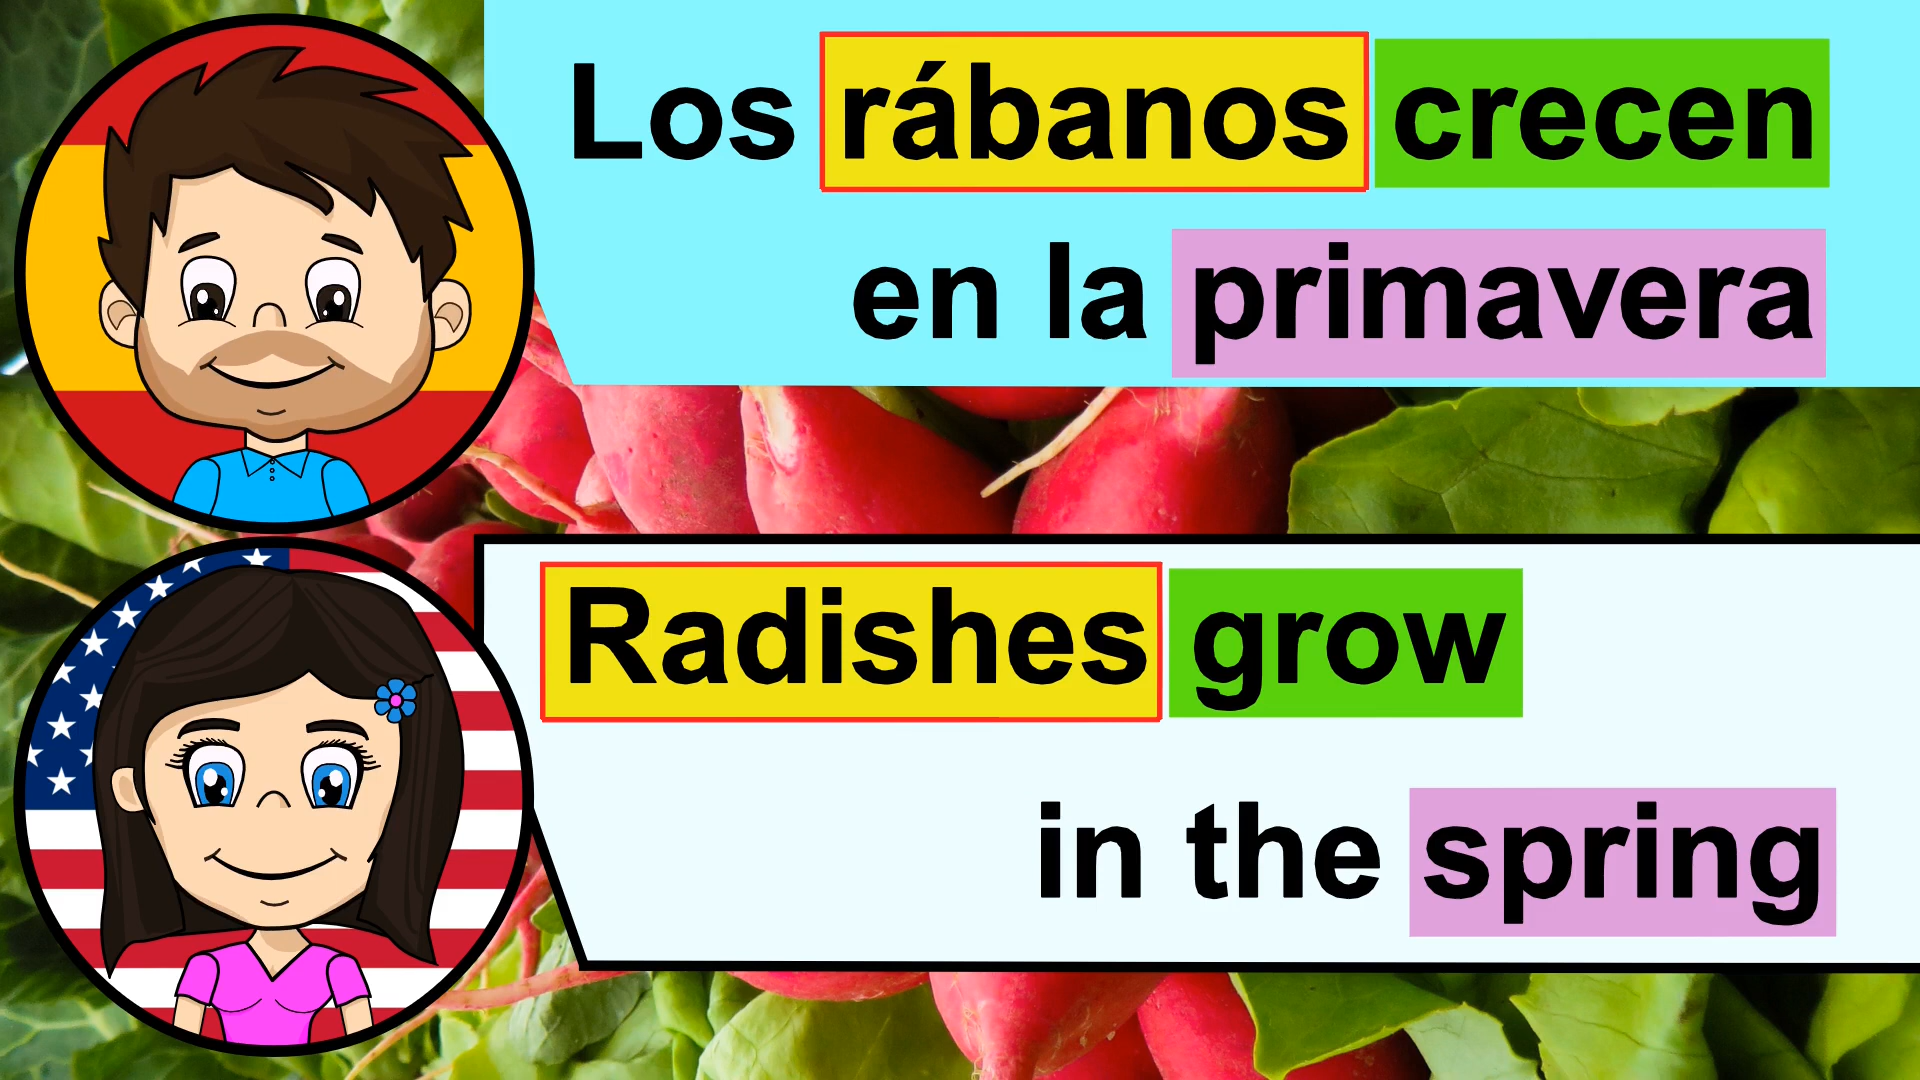 Los rábanos crecen
en la primavera
Radishes grow
in the spring